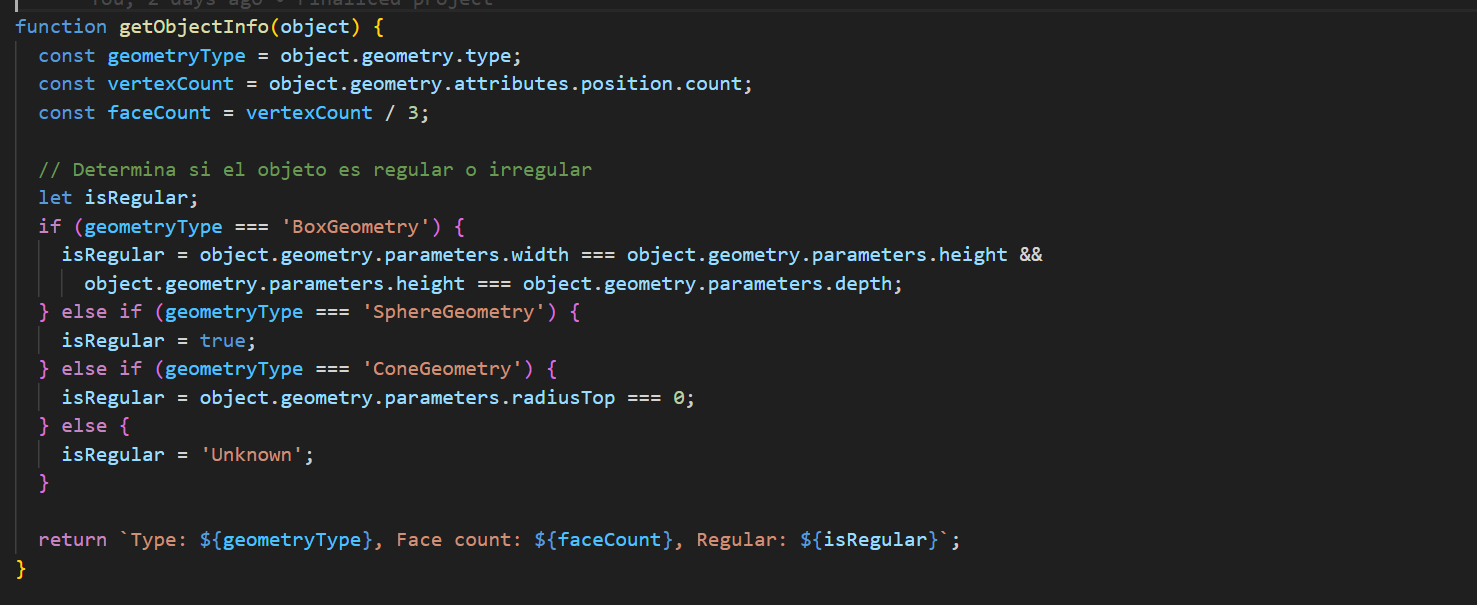 You, 2 days ago • Finalited project
function getObjectInfo(object) {
  const geometryType = object.geometry.type;
  const vertexCount = object.geometry.attributes.position.count;
  const faceCount = vertexCount / 3;

  // Determina si el objeto es regular o irregular
  let isRegular;
  if (geometryType === 'BoxGeometry') {
    isRegular = object.geometry.parameters.width === object.geometry.parameters.height &&
      object.geometry.parameters.height === object.geometry.parameters.depth;
  } else if (geometryType === 'SphereGeometry') {
    isRegular = true;
  } else if (geometryType === 'ConeGeometry') {
    isRegular = object.geometry.parameters.radiusTop === 0;
  } else {
    isRegular = 'Unknown';
  }

  return `Type: ${geometryType}, Face count: ${faceCount}, Regular: ${isRegular}`;
}